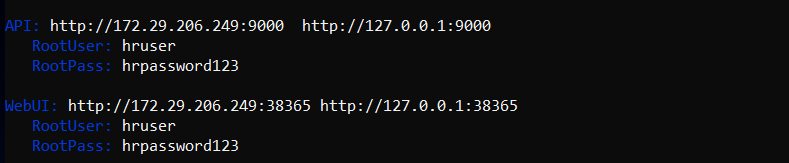 API: http://172.29.206.249:9000  http://127.0.0.1:9000
RootUser: hruser
RootPass: hrpassword123
WebUI: http://172.29.206.249:38365 http://127.0.0.1:38365
RootUser: hruser
RootPass: hrpassword123